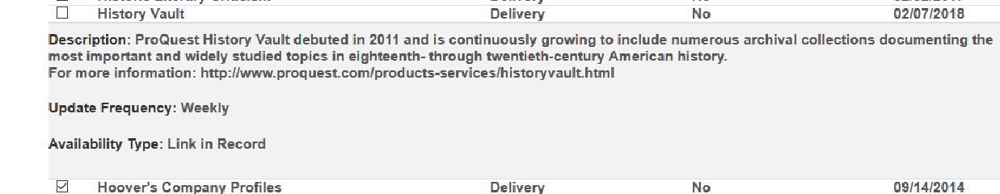 History Vault Delivery No 02/07/2018
Description: ProQuest History Vault debuted in 2011 and is continuously growing to include numerous archival collections documenting the
most important and widely studied topics in eighteenth- through twentieth-century American history.
For more information: http://www.proquest.com/products-services/historyvault.html
Update Frequency: Weekly
Availability Type: Link in Record
Hoover's Company Profiles Delivery No 09/14/2014